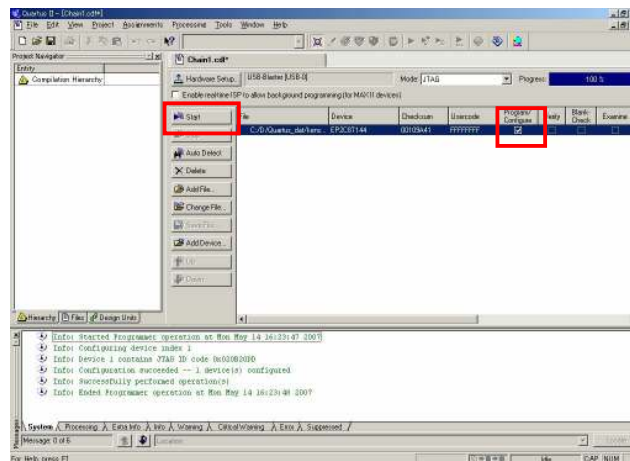 Quartus II - [Chain1.cdf*]
File Edit View Project Assignments Processing Tools Window Help
Project Navigator
Chain1.cdf*
Entity
Compilation Hierarchy
Hardware Setup... USB-Blaster [USB-0] Mode: JTAG Progress: 100 %
Enable real-time ISP to allow background programming (for MAX II devices)
Start
File Device Checksum Usercode Program/ Configure Verify Blank- Check Examine
C:/D/Quartus_dat/ EP2C8T144 FFFFFFFF
Auto Detect
Delete
Add File...
Change File...
Add Device...
Up
Down
Hierarchy Files Design Units
Info: Started Programmer operation at Mon May 14 16:23:47 2007
Info: Configuring device index 1
Info: Device 1 contains JTAG ID code 0x020B20DD
Info: Configuration succeeded -- 1 device(s) configured
Info: Successfully performed operation(s)
Info: Ended Programmer operation at Mon May 14 16:23:48 2007
Messages
System Processing Extra Info Info Warning Critical Warning Error Suppressed
Message: 0 of 6 Location: Locate
For Help, press F1 Idle CAP NUM